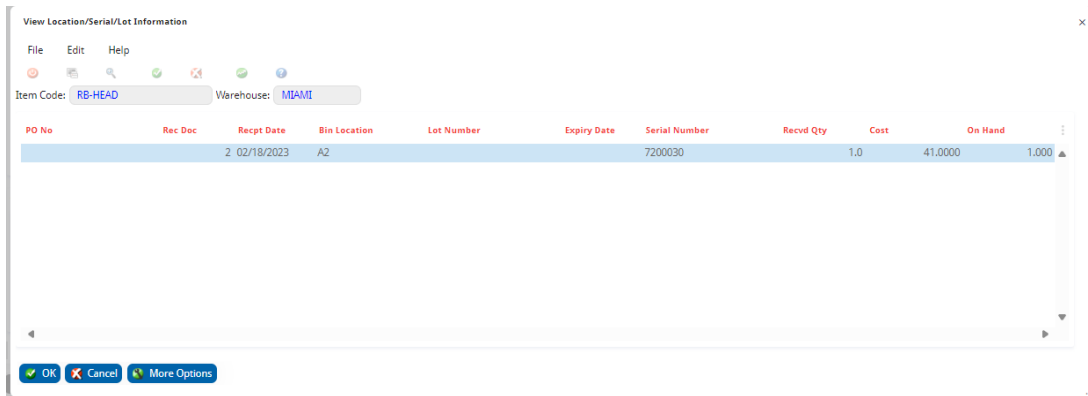 View Location/Serial/Lot Information
File Edit Help
Item Code: RB-HEAD Warehouse: MIAMI
PO No Rec Doc Recpt Date Bin Location Lot Number Expiry Date Serial Number Recvd Qty Cost On Hand
2 02/18/2023 A2 7200030 1.0 41.0000 1.000
OK Cancel More Options